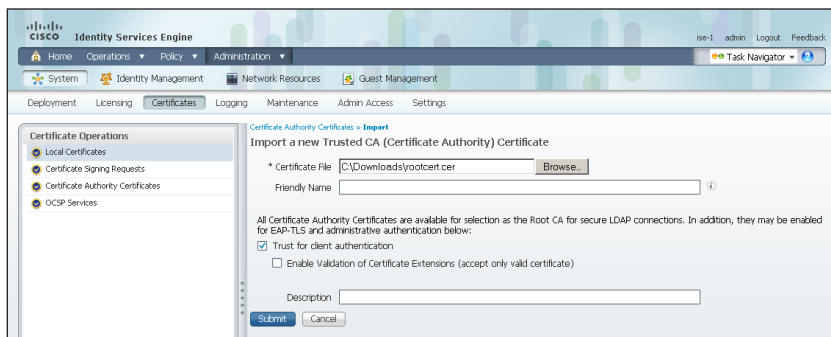 CISCO Identity Services Engine
ise-1 admin Logout Feedback
Home Operations ▼ Policy ▼ Administration ▼
Task Navigator ▼
System Identity Management Network Resources Guest Management
Deployment Licensing Certificates Logging Maintenance Admin Access Settings
Certificate Operations
Local Certificates
Certificate Signing Requests
Certificate Authority Certificates
OCSP Services
Certificate Authority Certificates > Import
Import a new Trusted CA (Certificate Authority) Certificate
* Certificate File C:\Downloads\rootcert.cer Browse..
Friendly Name
All Certificate Authority Certificates are available for selection as the Root CA for secure LDAP connections. In addition, they may be enabled
for EAP-TLS and administrative authentication below:
Trust for client authentication
Enable Validation of Certificate Extensions (accept only valid certificate)
Description
Submit Cancel